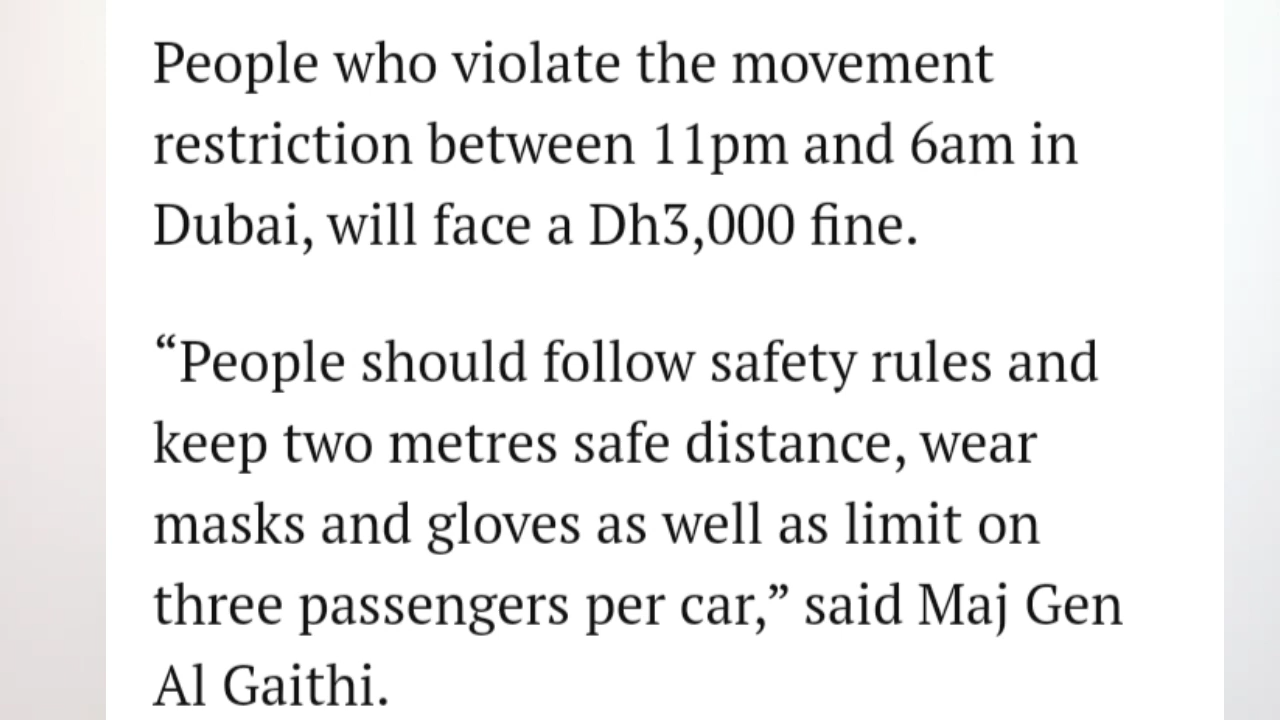 People who violate the movement
restriction between 11pm and 6am in
Dubai, will face a Dh3,000 fine.
“People should follow safety rules and
keep two metres safe distance, wear
masks and gloves as well as limit on
three passengers per car,” said Maj Gen
Al Gaithi.